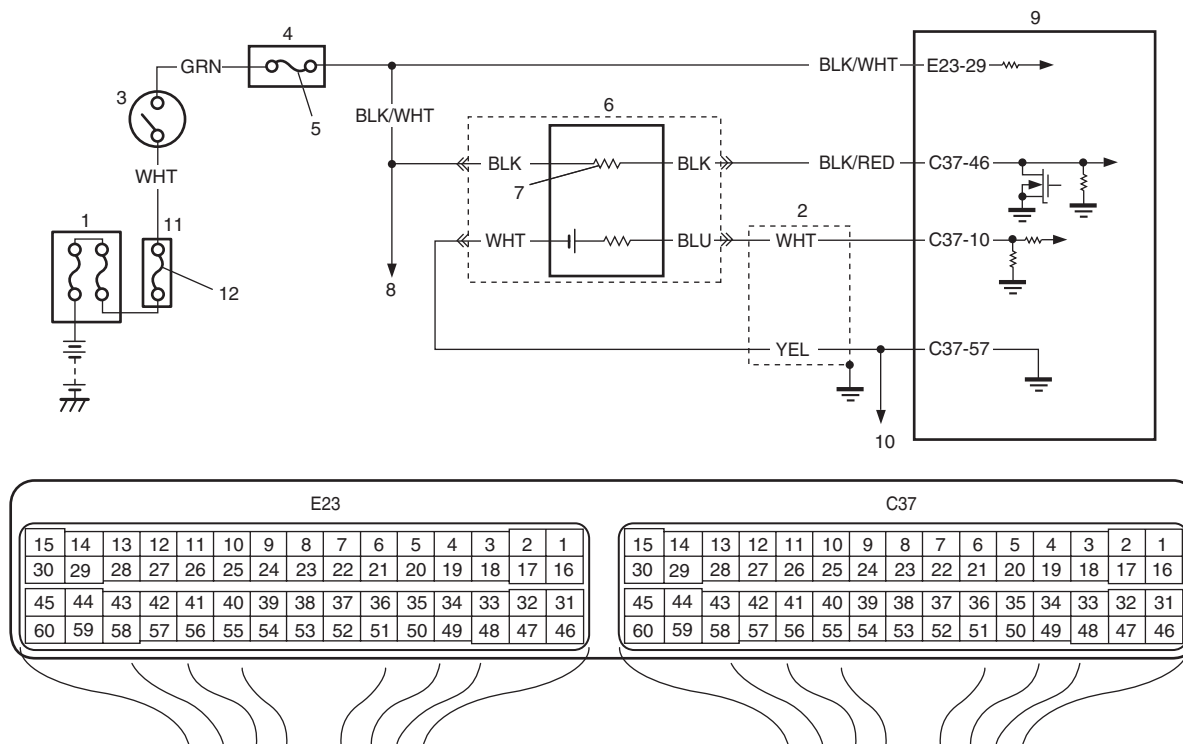 9
4
GRN
BLK/WHT
E23-29
3
5
6
BLK/WHT
BLK
BLK
BLK/RED
C37-46
7
WHT
2
1
11
WHT
BLU
WHT
C37-10
12
8
YEL
C37-57
10
E23
C37
15 14 13 12 11 10 9 8 7 6 5 4 3 2 1
30 29 28 27 26 25 24 23 22 21 20 19 18 17 16
45 44 43 42 41 40 39 38 37 36 35 34 33 32 31
60 59 58 57 56 55 54 53 52 51 50 49 48 47 46
15 14 13 12 11 10 9 8 7 6 5 4 3 2 1
30 29 28 27 26 25 24 23 22 21 20 19 18 17 16
45 44 43 42 41 40 39 38 37 36 35 34 33 32 31
60 59 58 57 56 55 54 53 52 51 50 49 48 47 46